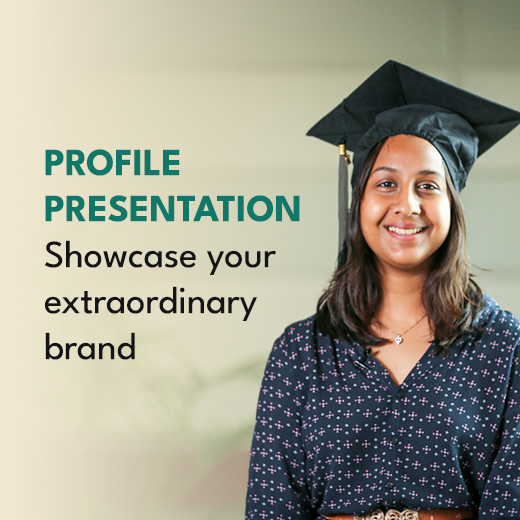 PROFILE
PRESENTATION
Showcase your
extraordinary
brand